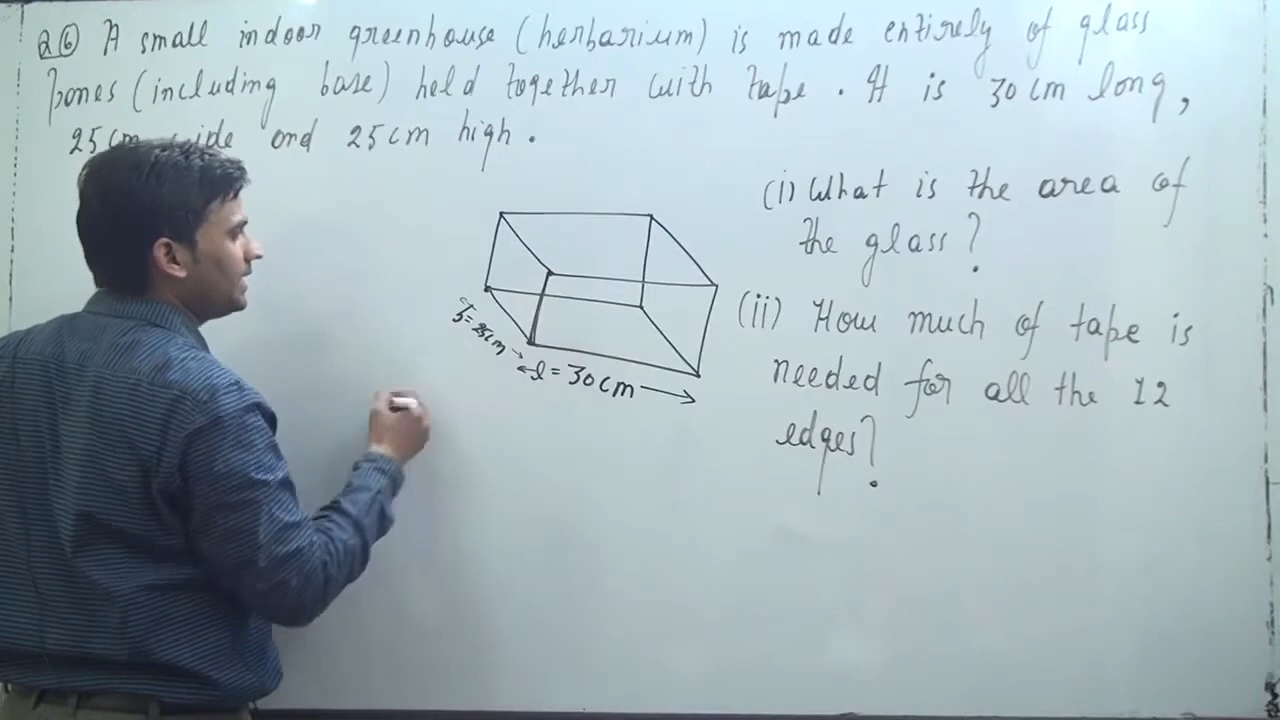 Q6 A small indoor greenhouse (herbarium) is made entirely of glass
panes (including base) held together with tape. It is 30 cm long,
25 cm wide and 25 cm high.
(i) What is the area of
the glass?
(ii) How much of tape is
needed for all the 12
edges?
b = 25cm
l = 30 cm